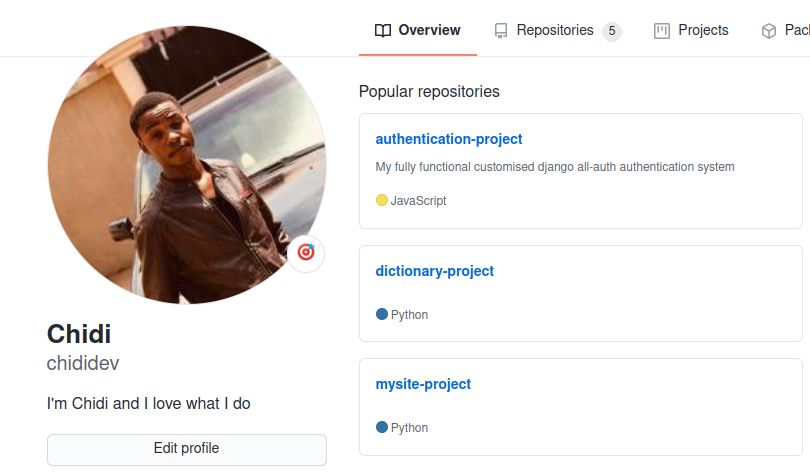 Overview
Repositories 5
Projects
Popular repositories
authentication-project
My fully functional customised django all-auth authentication system
JavaScript
dictionary-project
Python
mysite-project
Python
Chidi
chididev
I'm Chidi and I love what I do
Edit profile